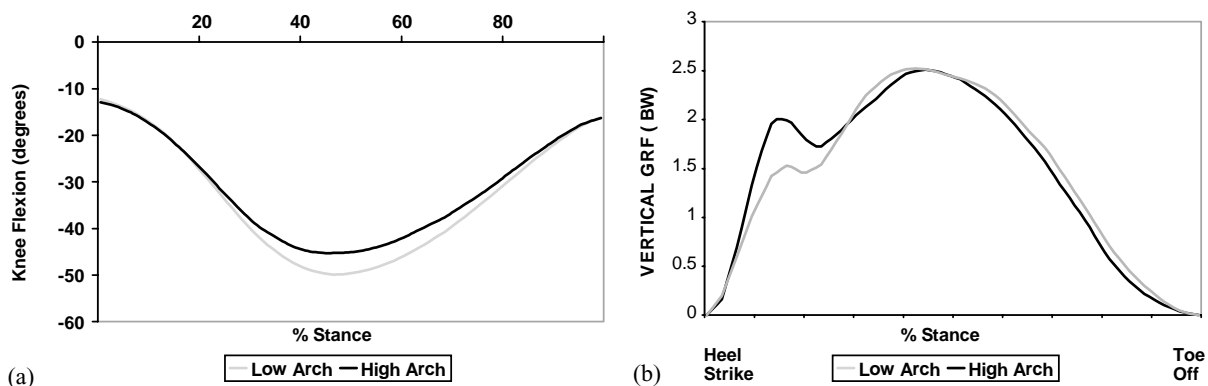 20 40 60 80
0
-10
-20
-30
-40
-50
-60
Knee Flexion (degrees)
% Stance
Low Arch High Arch
(a)
3
2.5
2
1.5
1
0.5
0
VERTICAL GRF ( BW)
% Stance
Heel
Strike
Toe
Off
Low Arch High Arch
(b)